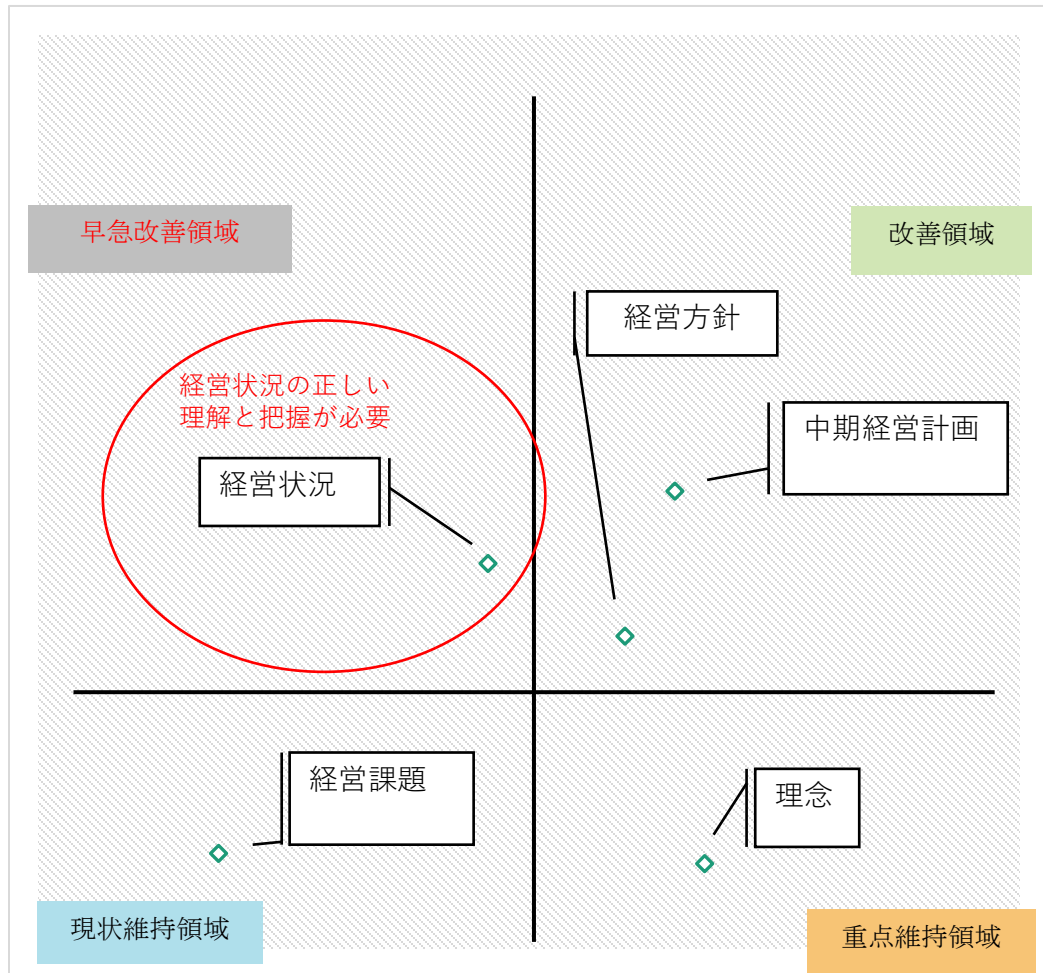 早急改善領域
改善領域
経営方針
経営状況の正しい
理解と把握が必要
中期経営計画
経営状況
経営課題
理念
現状維持領域
重点維持領域